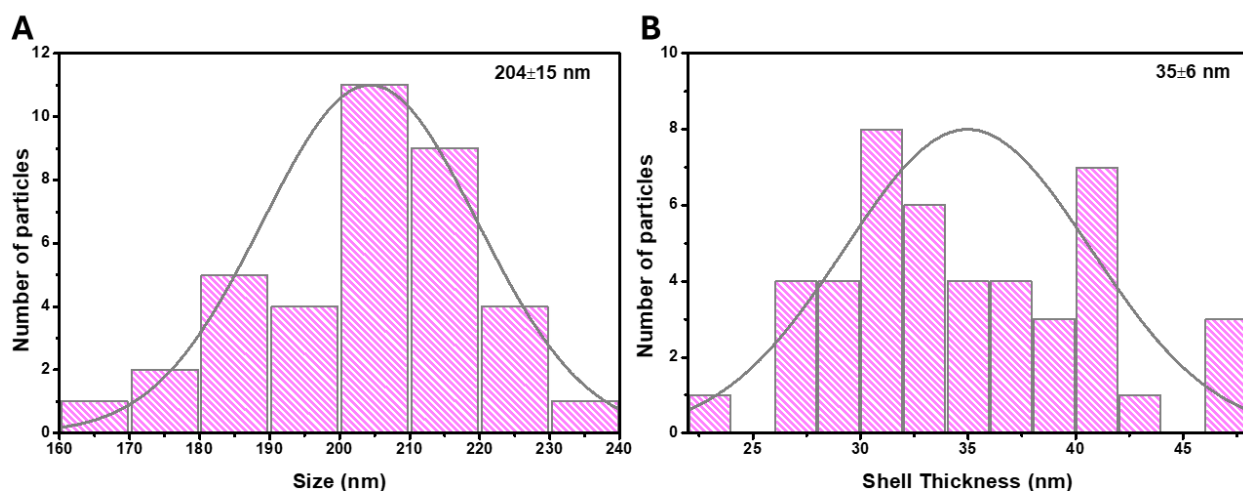 A
204±15 nm
Number of particles
12
10
8
6
4
2
0
160 170 180 190 200 210 220 230 240
Size (nm)
B
35±6 nm
Number of particles
10
8
6
4
2
0
25 30 35 40 45
Shell Thickness (nm)